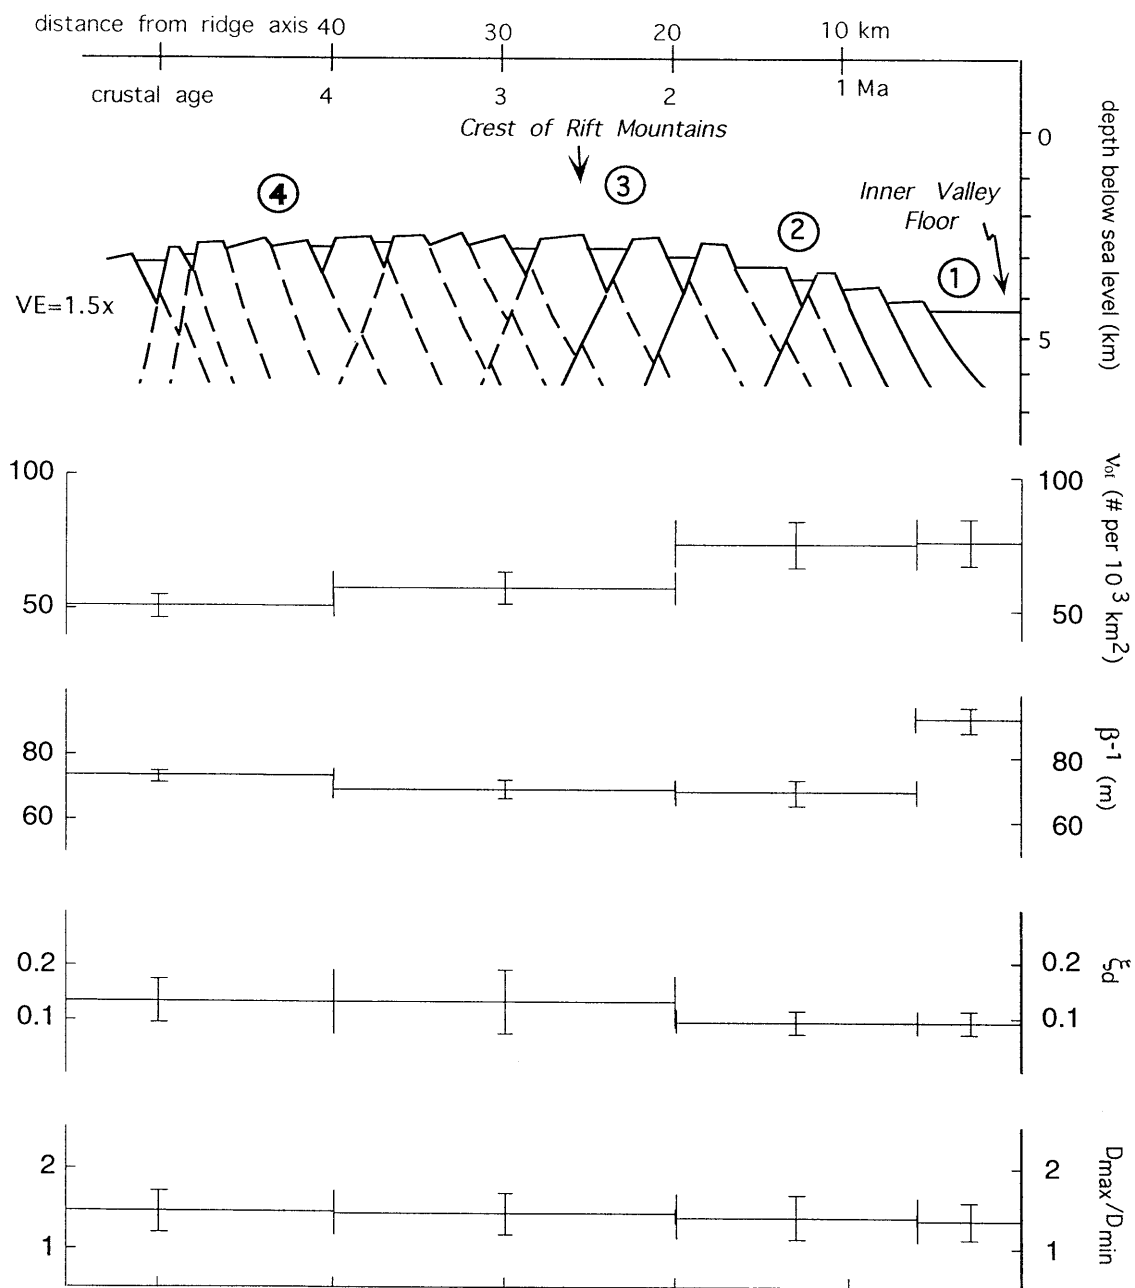 distance from ridge axis 40 30 20 10 km
crustal age 4 3 2 1 Ma
Crest of Rift Mountains
0
4
3
Inner Valley
Floor
2
1
VE=1.5x
5
depth below sea level (km)
100
100
50
50
νot (# per 10³ km²)
80
80
60
60
β⁻¹ (m)
0.2
0.2
0.1
0.1
ξd
2
2
1
1
Dmax/Dmin